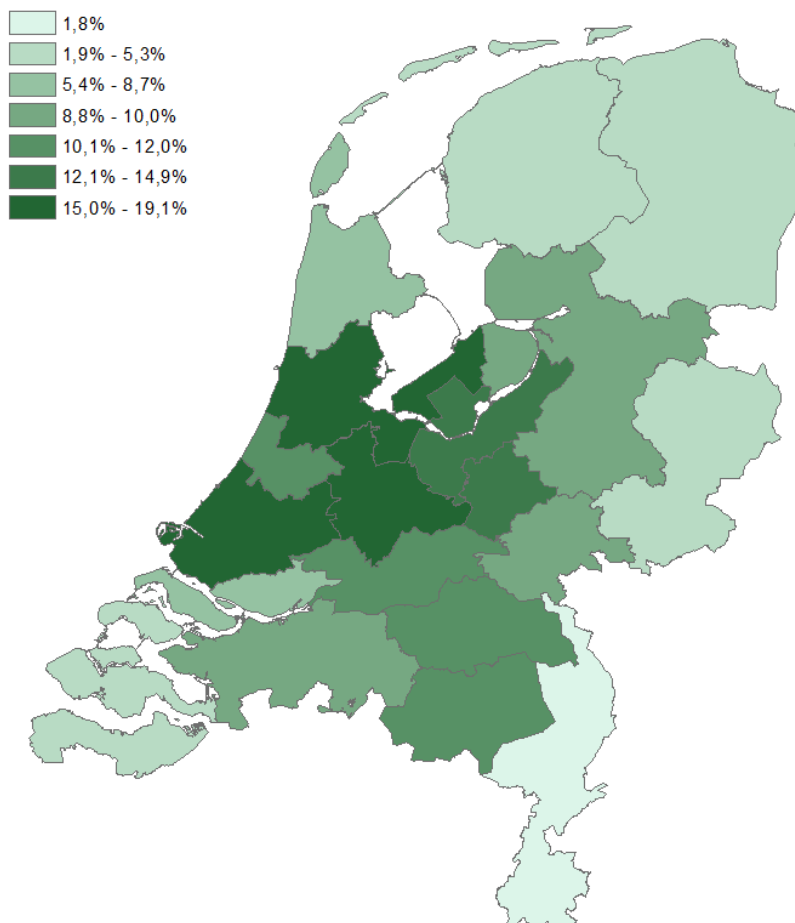 1,8%
1,9% - 5,3%
5,4% - 8,7%
8,8% - 10,0%
10,1% - 12,0%
12,1% - 14,9%
15,0% - 19,1%